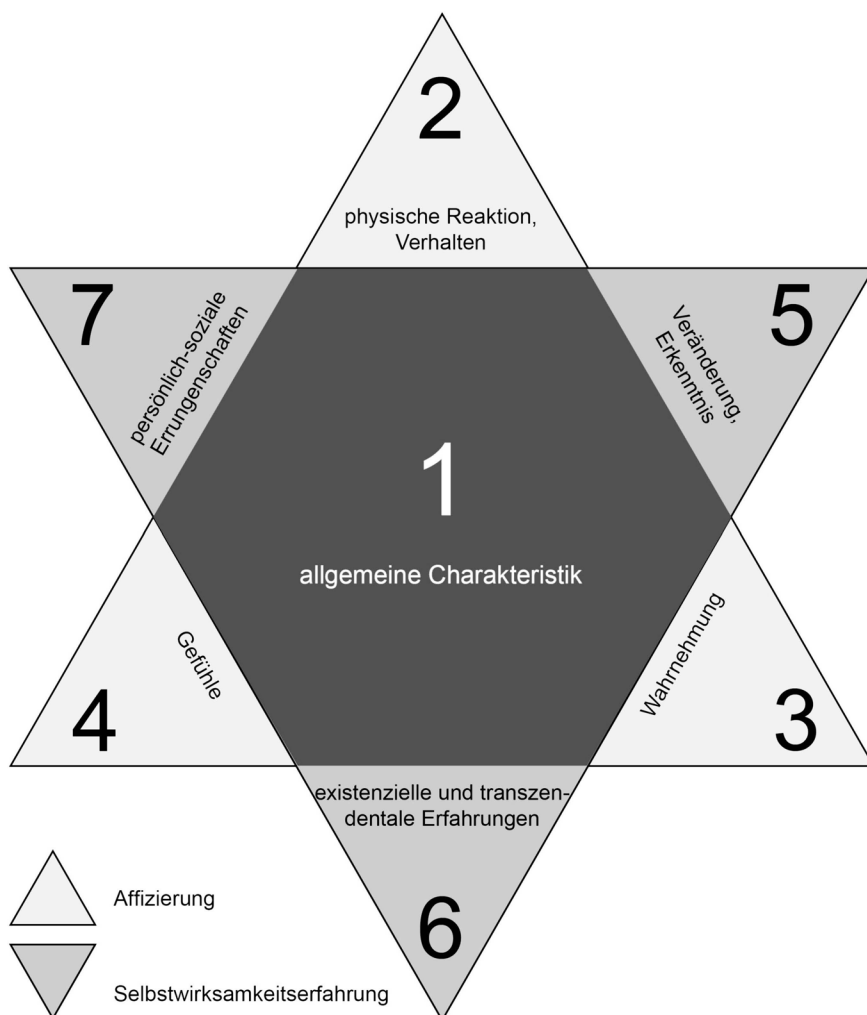 2
physische Reaktion,
Verhalten
7
persönlich-soziale
Errungenschaften
5
Veränderung,
Erkenntnis
1
allgemeine Charakteristik
4
Gefühle
3
Wahrnehmung
existenzielle und transzen-
dentale Erfahrungen
6
Affizierung
Selbstwirksamkeitserfahrung